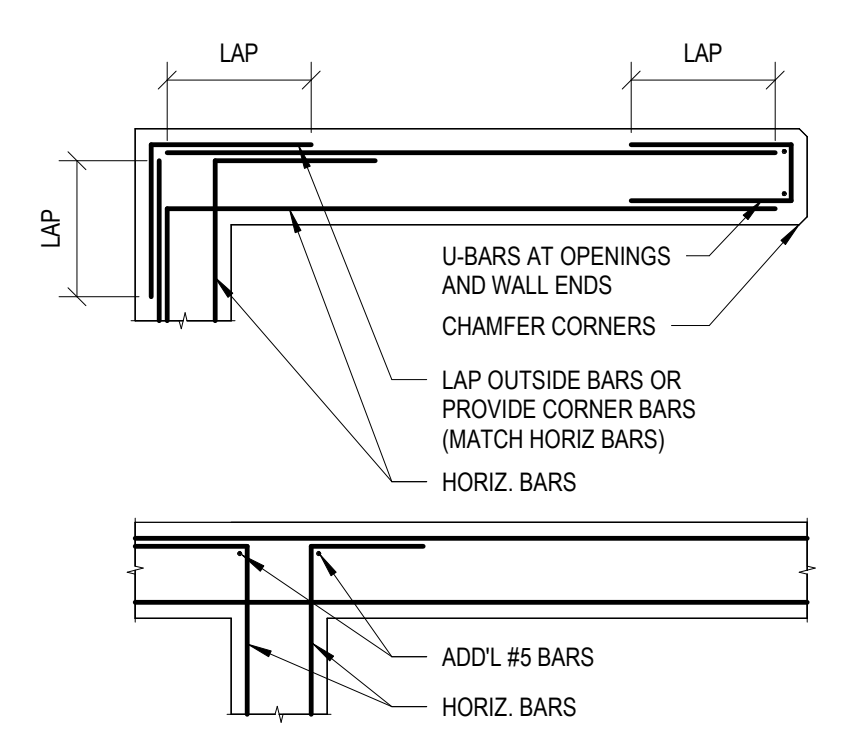 LAP
LAP
LAP
U-BARS AT OPENINGS
AND WALL ENDS
CHAMFER CORNERS
LAP OUTSIDE BARS OR
PROVIDE CORNER BARS
(MATCH HORIZ BARS)
HORIZ. BARS
ADD'L #5 BARS
HORIZ. BARS